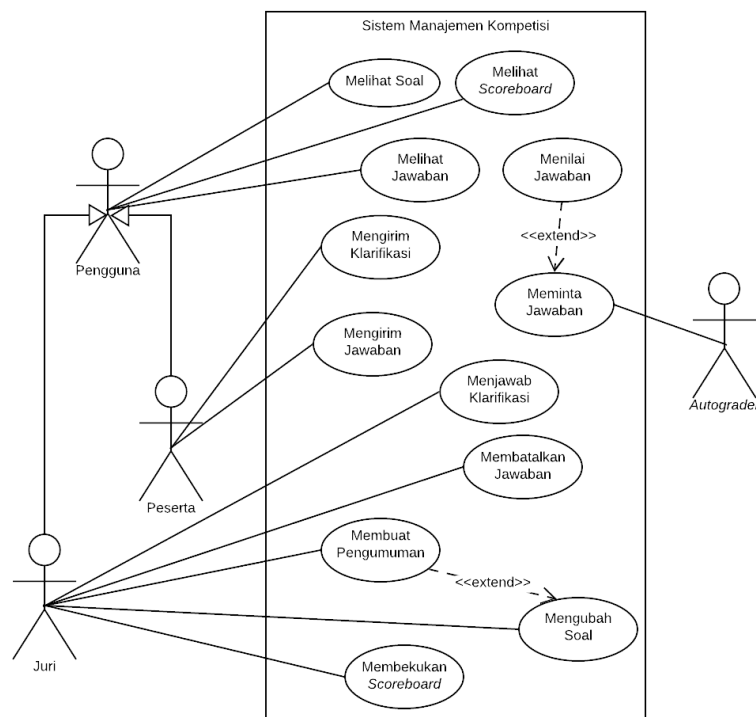 Sistem Manajemen Kompetisi
Melihat Soal
Melihat
Scoreboard
Melihat
Jawaban
Menilai
Jawaban
<<extend>>
Pengguna
Mengirim
Klarifikasi
Meminta
Jawaban
Mengirim
Jawaban
Autograder
Menjawab
Klarifikasi
Membatalkan
Jawaban
Peserta
Membuat
Pengumuman
<<extend>>
Mengubah
Soal
Juri
Membekukan
Scoreboard